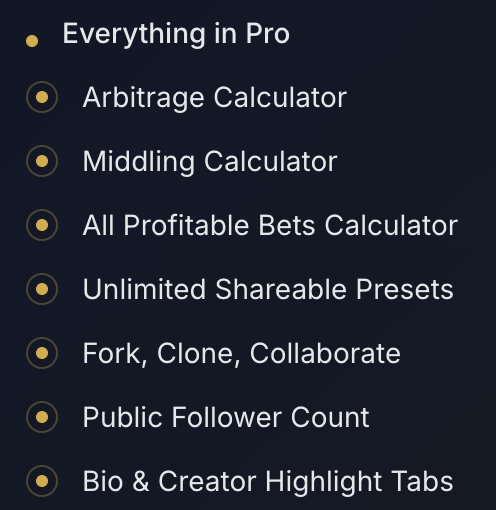 Everything in Pro
Arbitrage Calculator
Middling Calculator
All Profitable Bets Calculator
Unlimited Shareable Presets
Fork, Clone, Collaborate
Public Follower Count
Bio & Creator Highlight Tabs